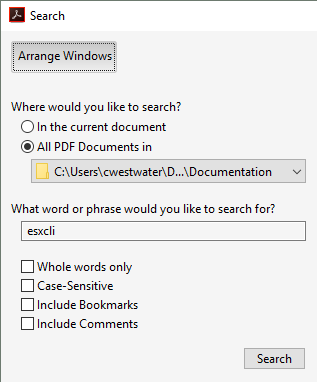 Search
Arrange Windows
Where would you like to search?
In the current document
All PDF Documents in
C:\Users\cwestwater\D...\Documentation
What word or phrase would you like to search for?
esxcli
Whole words only
Case-Sensitive
Include Bookmarks
Include Comments
Search